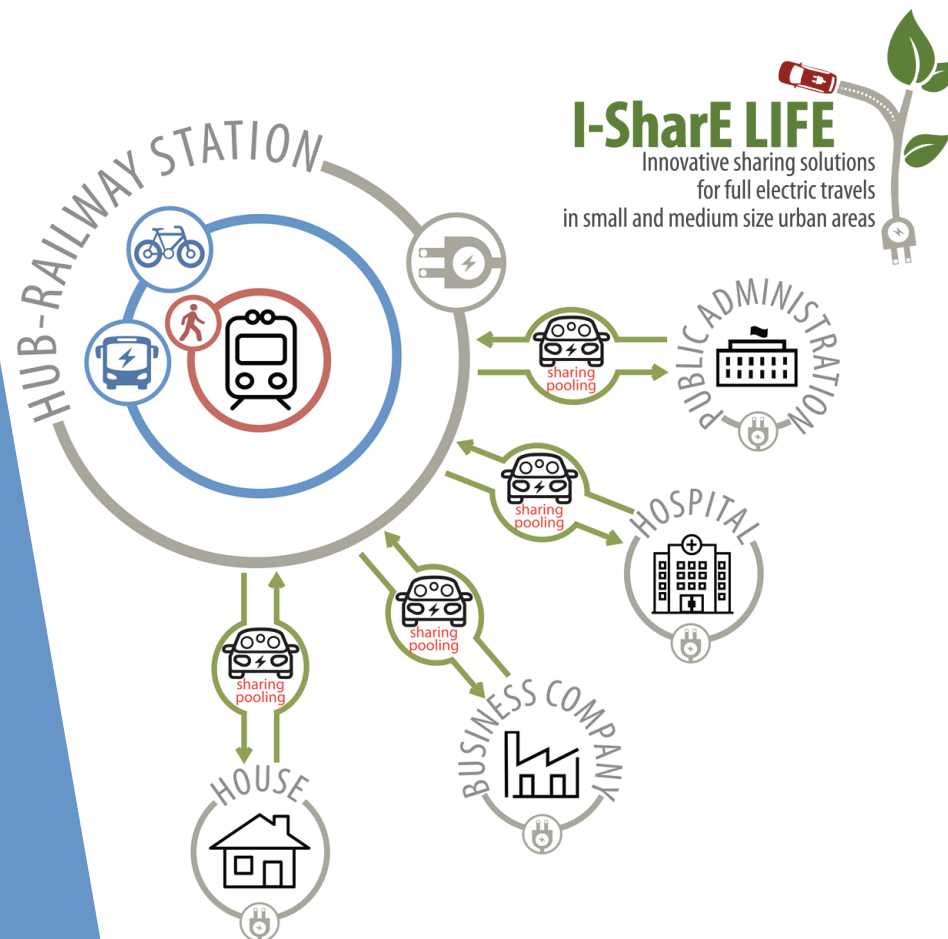 I-SharE LIFE
Innovative sharing solutions
for full electric travels
in small and medium size urban areas
HUB-RAILWAY STATION
sharing
pooling
PUBLIC ADMINISTRATION
sharing
pooling
HOSPITAL
sharing
pooling
BUSINESS COMPANY
sharing
pooling
HOUSE